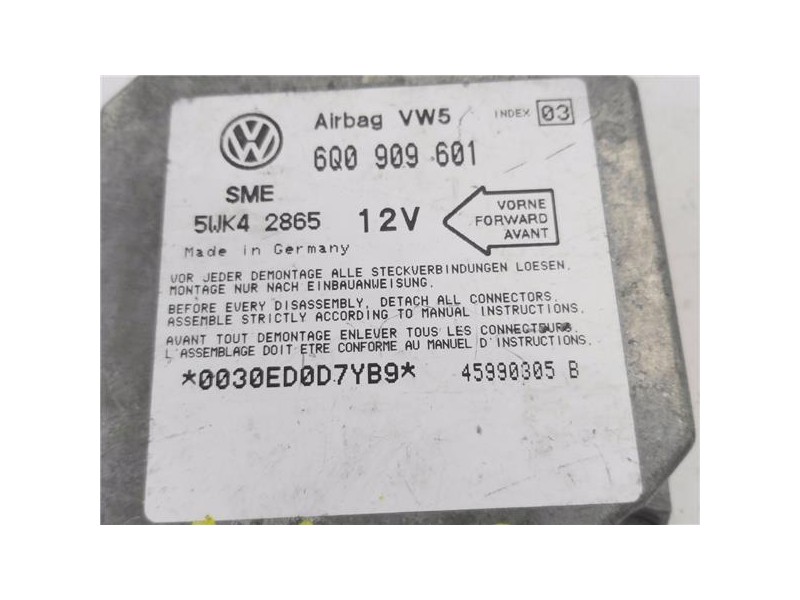 Airbag VW5 INDEX 03
6Q0 909 601
SME
5WK4 2865 12V
VORNE
FORWARD
AVANT
Made in Germany
VOR JEDER DEMONTAGE ALLE STECKVERBINDUNGEN LOESEN.
MONTAGE NUR NACH EINBAUANWEISUNG.
BEFORE EVERY DISASSEMBLY, DETACH ALL CONNECTORS.
ASSEMBLE STRICTLY ACCORDING TO MANUAL INSTRUCTIONS.
AVANT TOUT DEMONTAGE ENLEVER TOUS LES CONNECTEURS.
L'ASSEMBLAGE DOIT ETRE CONFORME AU MANUEL D'INSTRUCTIONS.
*0030ED0D7YB9* 45990305 B